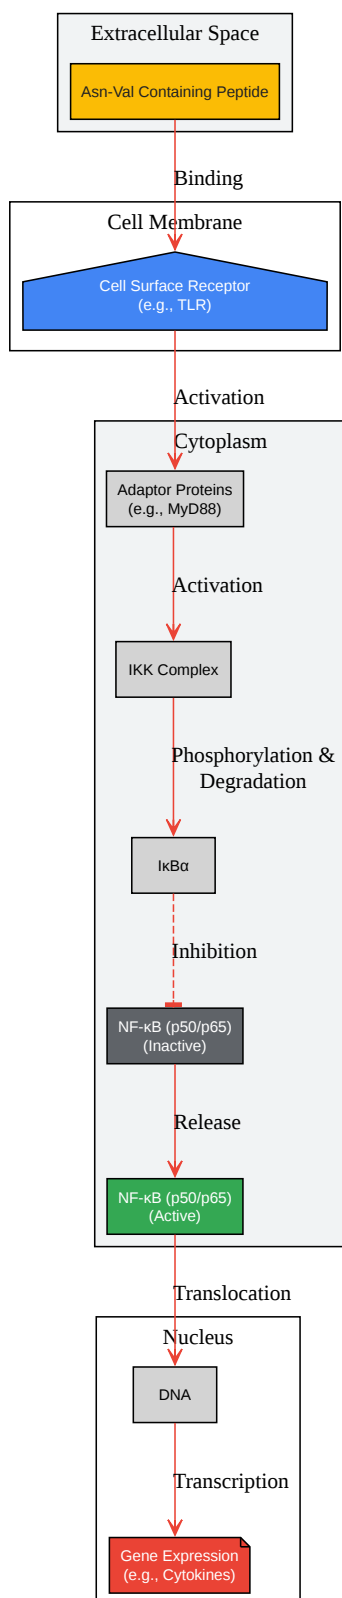 Extracellular Space
Asn-Val Containing Peptide
Binding
Cell Membrane
Cell Surface Receptor
(e.g., TLR)
Activation
Cytoplasm
Adaptor Proteins
(e.g., MyD88)
Activation
IKK Complex
Phosphorylation &
Degradation
IκBα
Inhibition
NF-κB (p50/p65)
(Inactive)
Release
NF-κB (p50/p65)
(Active)
Translocation
Nucleus
DNA
Transcription
Gene Expression
(e.g., Cytokines)